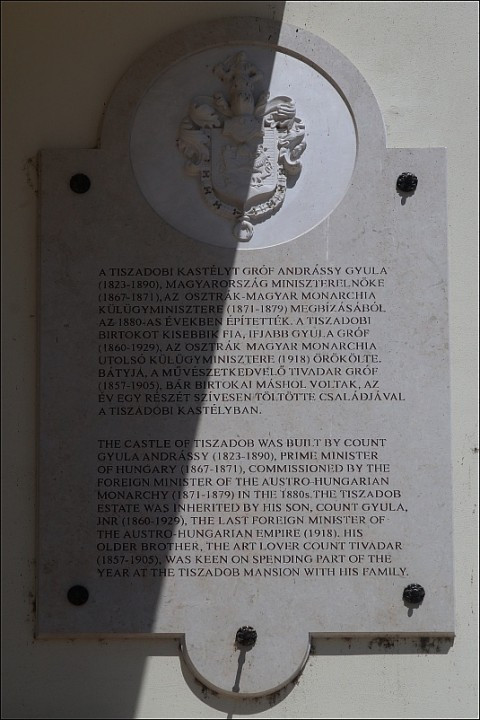 A TISZADOBI KASTÉLYT GRÓF ANDRÁSSY GYULA
(1823-1890), MAGYARORSZÁG MINISZTERELNÖKE
(1867-1871), AZ OSZTRÁK-MAGYAR MONARCHIA
KÜLÜGYMINISZTERE (1871-1879) MEGBÍZÁSÁBÓL
AZ 1880-AS ÉVEKBEN ÉPÍTETTÉK. A TISZADOBI
BIRTOKOT KISEBBIK FIA, IFJABB GYULA GRÓF
(1860-1929), AZ OSZTRÁK MAGYAR MONARCHIA
UTOLSÓ KÜLÜGYMINISZTERE (1918) ÖRÖKÖLTE.
BÁTYJA, A MŰVÉSZETKEDVELŐ TIVADAR GRÓF
(1857-1905), BÁR BIRTOKAI MÁSHOL VOLTAK, AZ
ÉV EGY RÉSZÉT SZÍVESEN TÖLTÖTTE CSALÁDJÁVAL
A TISZADOBI KASTÉLYBAN.
THE CASTLE OF TISZADOB WAS BUILT BY COUNT
GYULA ANDRÁSSY (1823-1890), PRIME MINISTER
OF HUNGARY (1867-1871), COMMISSIONED BY THE
FOREIGN MINISTER OF THE AUSTRO-HUNGARIAN
MONARCHY (1871-1879) IN THE 1880s. THE TISZADOB
ESTATE WAS INHERITED BY HIS SON, COUNT GYULA,
JNR (1860-1929), THE LAST FOREIGN MINISTER OF
THE AUSTRO-HUNGARIAN EMPIRE (1918). HIS
OLDER BROTHER, THE ART LOVER COUNT TIVADAR
(1857-1905), WAS KEEN ON SPENDING PART OF THE
YEAR AT THE TISZADOB MANSION WITH HIS FAMILY.